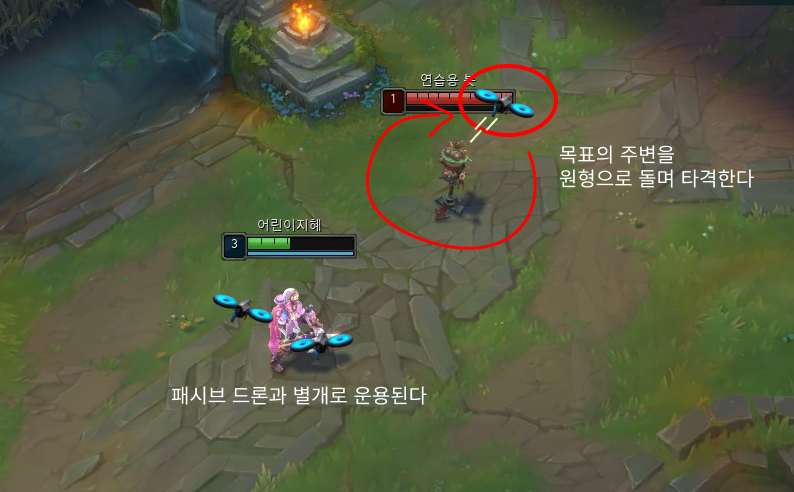 연습용 봇
1
목표의 주변을
원형으로 돌며 타격한다
어린이지혜
3
패시브 드론과 별개로 운용된다